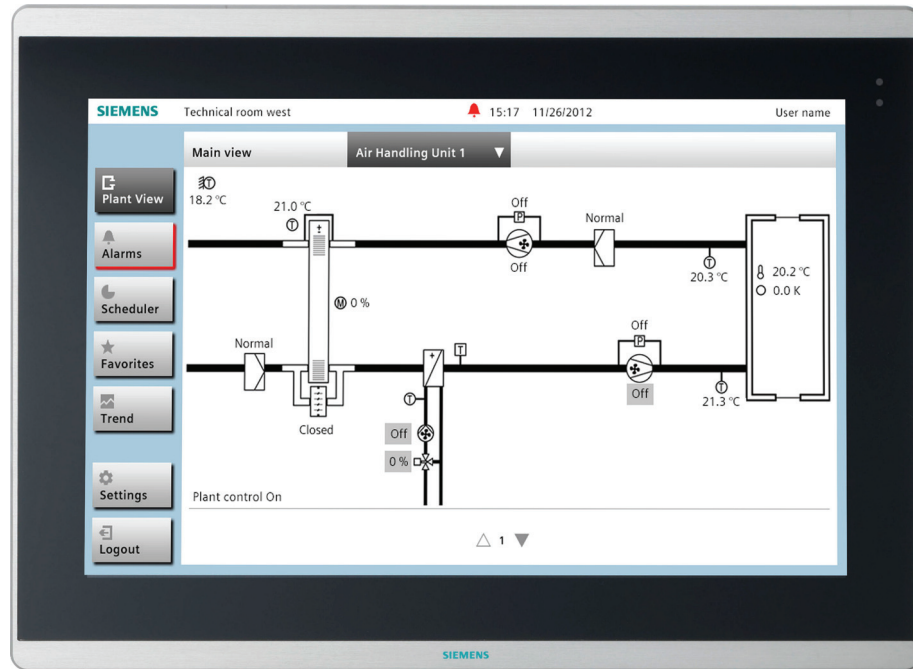 SIEMENS Technical room west 15:17 11/26/2012 User name
Main view Air Handling Unit 1
Plant View
Alarms
Scheduler
Favorites
Trend
Settings
Logout
18.2 °C
21.0 °C
T
T
Off
P
Off
Normal
T
20.3 °C
20.2 °C
0.0 K
M 0 %
Normal
Closed
T
T
Off
0 %
Off
P
Off
T
21.3 °C
Plant control On
1
SIEMENS